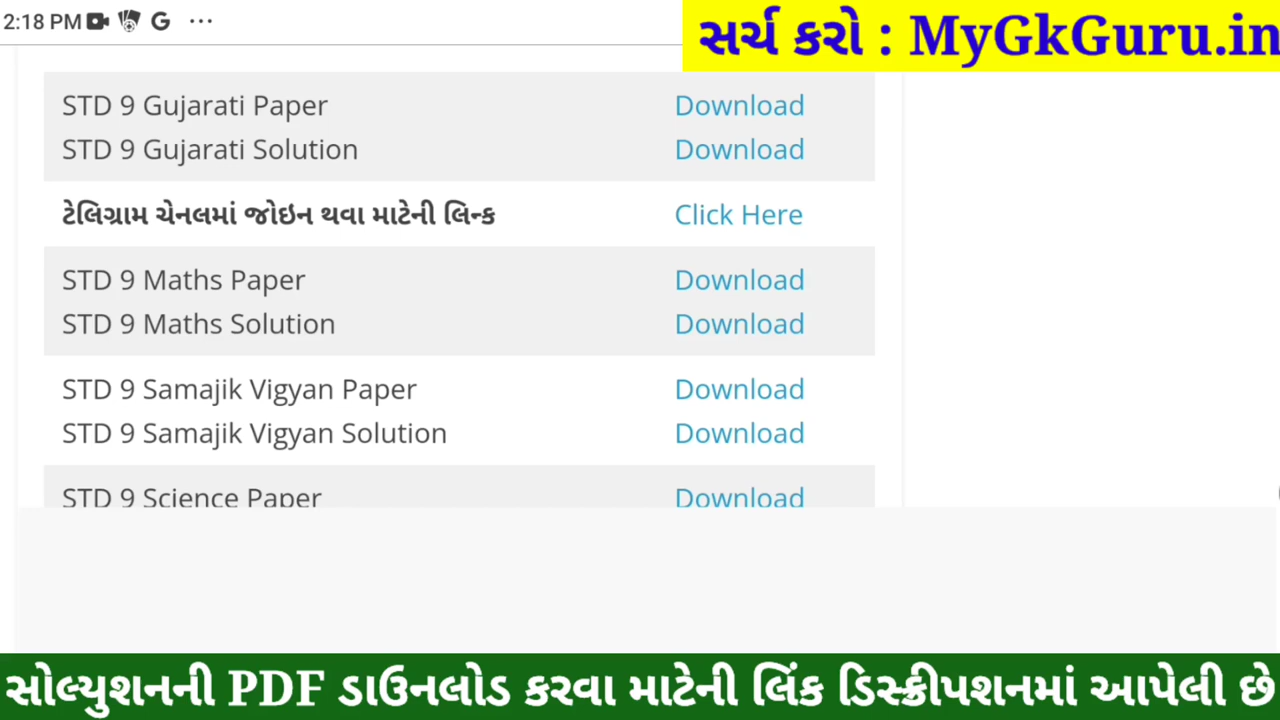 2:18 PM
સર્ચ કરો : MyGkGuru.in
STD 9 Gujarati Paper Download
STD 9 Gujarati Solution Download
ટેલિગ્રામ ચેનલમાં જોઇન થવા માટેની લિન્ક Click Here
STD 9 Maths Paper Download
STD 9 Maths Solution Download
STD 9 Samajik Vigyan Paper Download
STD 9 Samajik Vigyan Solution Download
STD 9 Science Paper Download
સોલ્યુશનની PDF ડાઉનલોડ કરવા માટેની લિંક ડિસ્ક્રીપશનમાં આપેલી છે